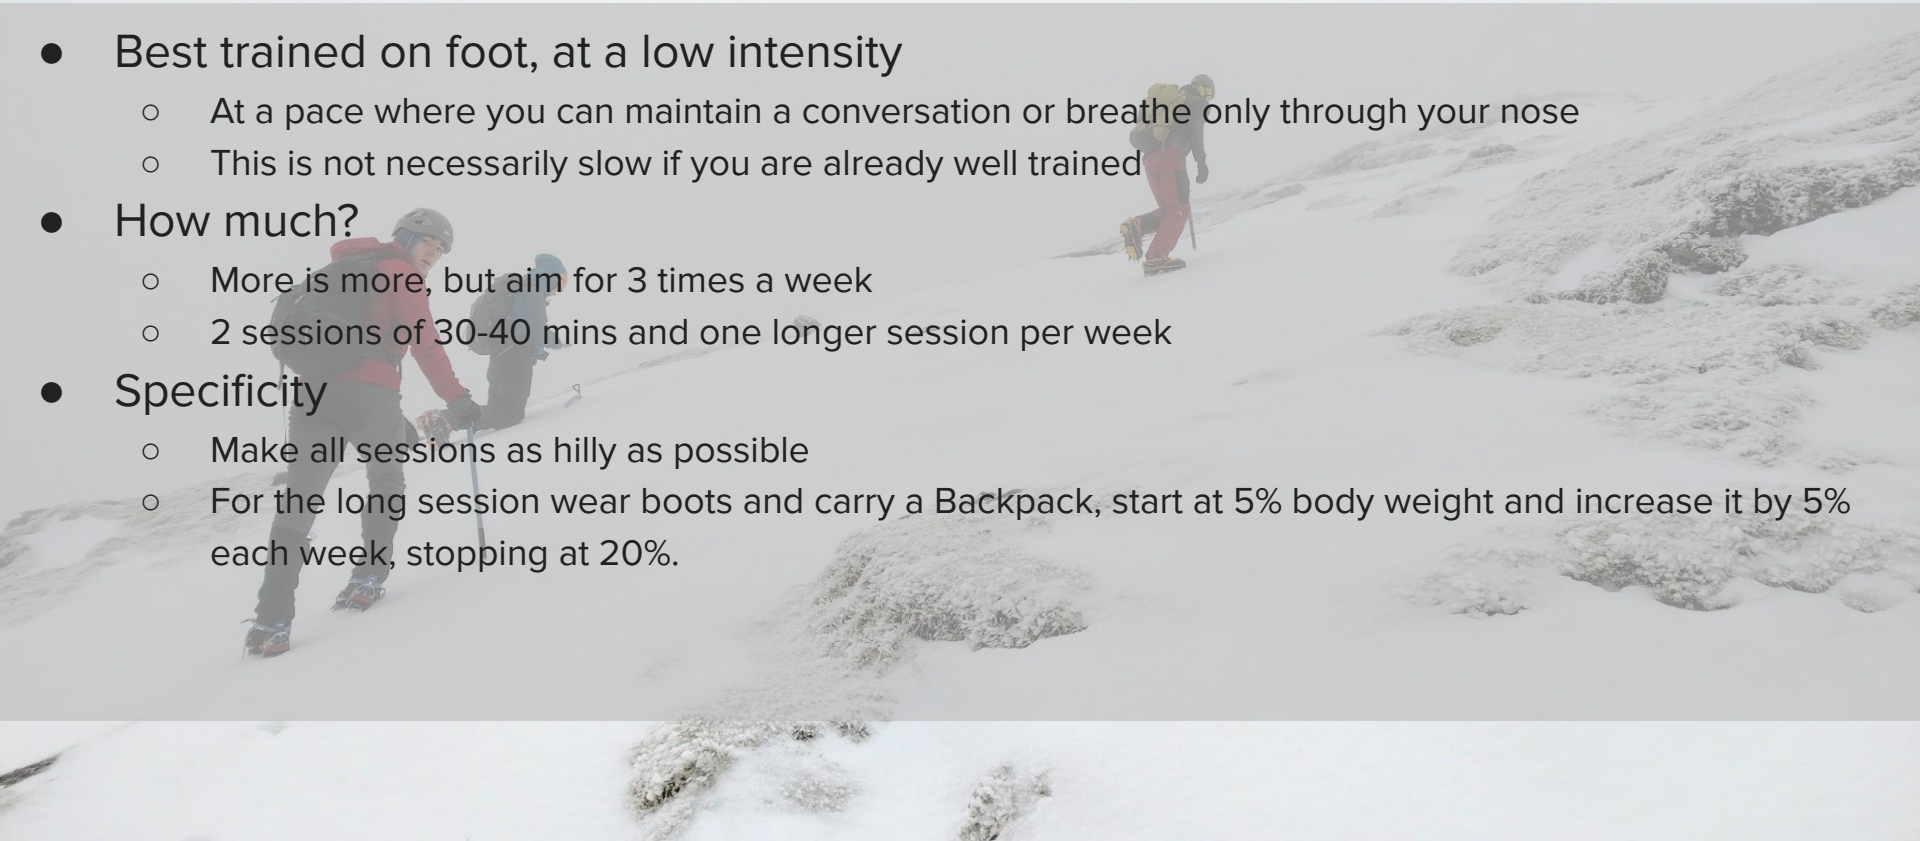 ● Best trained on foot, at a low intensity
○ At a pace where you can maintain a conversation or breathe only through your nose
○ This is not necessarily slow if you are already well trained
● How much?
○ More is more, but aim for 3 times a week
○ 2 sessions of 30-40 mins and one longer session per week
● Specificity
○ Make all sessions as hilly as possible
○ For the long session wear boots and carry a Backpack, start at 5% body weight and increase it by 5%
each week, stopping at 20%.